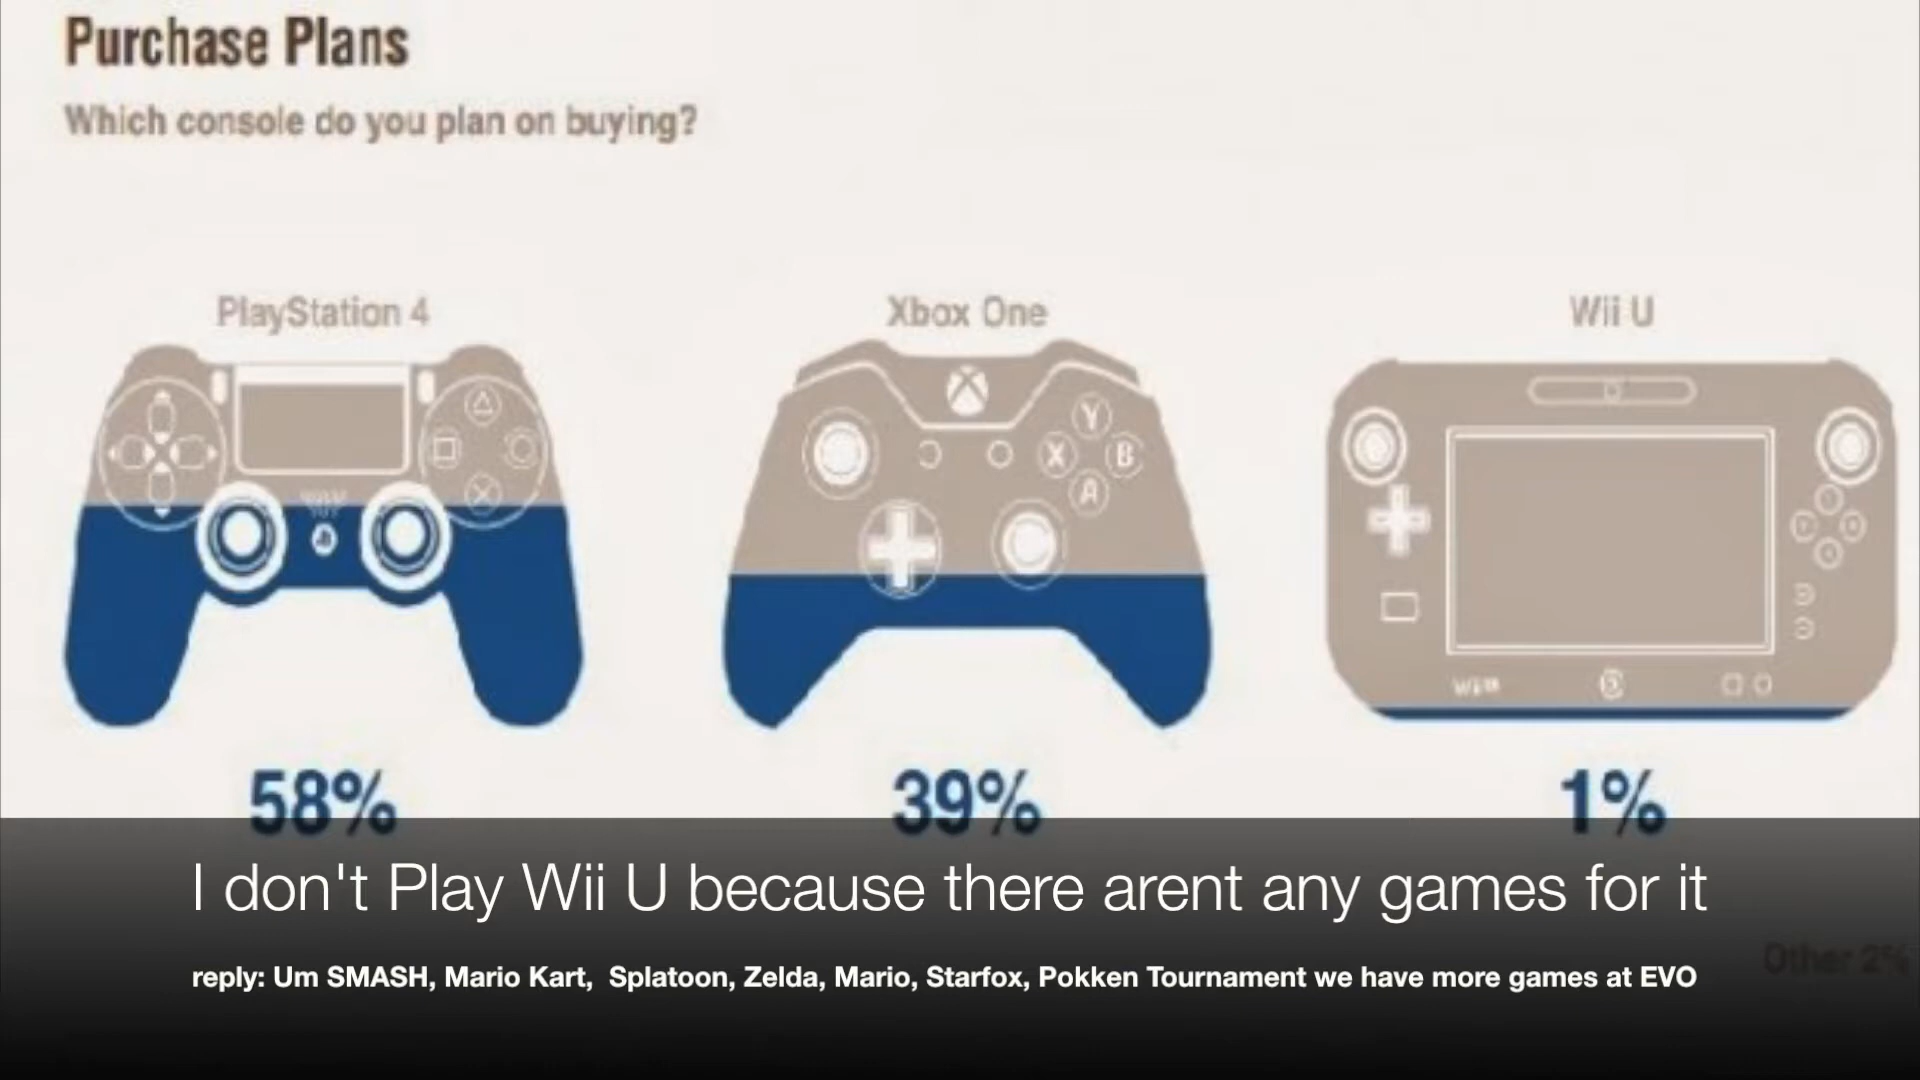 Purchase Plans
Which console do you plan on buying?
PlayStation 4
Xbox One
Wii U
Y
X B
A
Wii U
58%
39%
1%
I don't Play Wii U because there arent any games for it
Other 2%
reply: Um SMASH, Mario Kart, Splatoon, Zelda, Mario, Starfox, Pokken Tournament we have more games at EVO